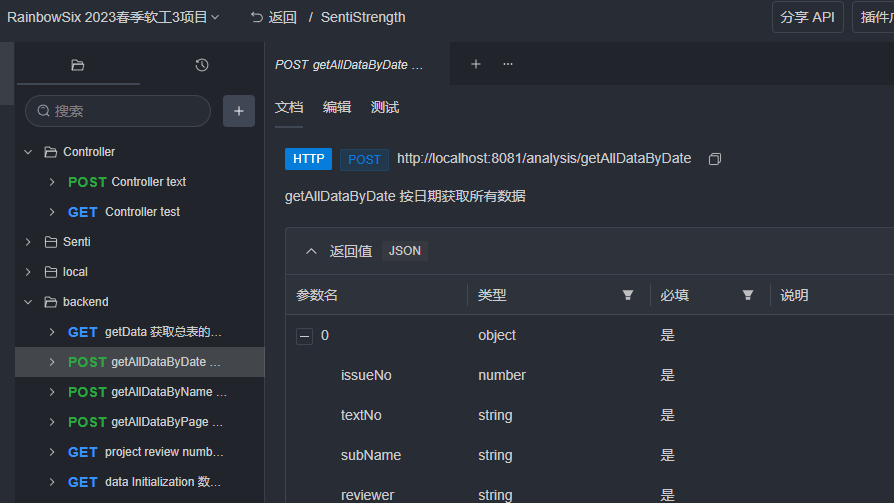 RainbowSix 2023春季软工3项目
返回 / SentiStrength
分享 API
POST getAllDataByDate ...
搜索
文档 编辑 测试
Controller
HTTP POST http://localhost:8081/analysis/getAllDataByDate
POST Controller text
getAllDataByDate 按日期获取所有数据
GET Controller test
Senti
返回值 JSON
local
参数名 类型 必填 说明
backend
0 object 是
GET getData 获取总表的...
POST getAllDataByDate ...
issueNo number 是
POST getAllDataByName ...
textNo string 是
POST getAllDataByPage ...
GET project review numb...
subName string 是
GET data Initialization 数...
reviewer string 是